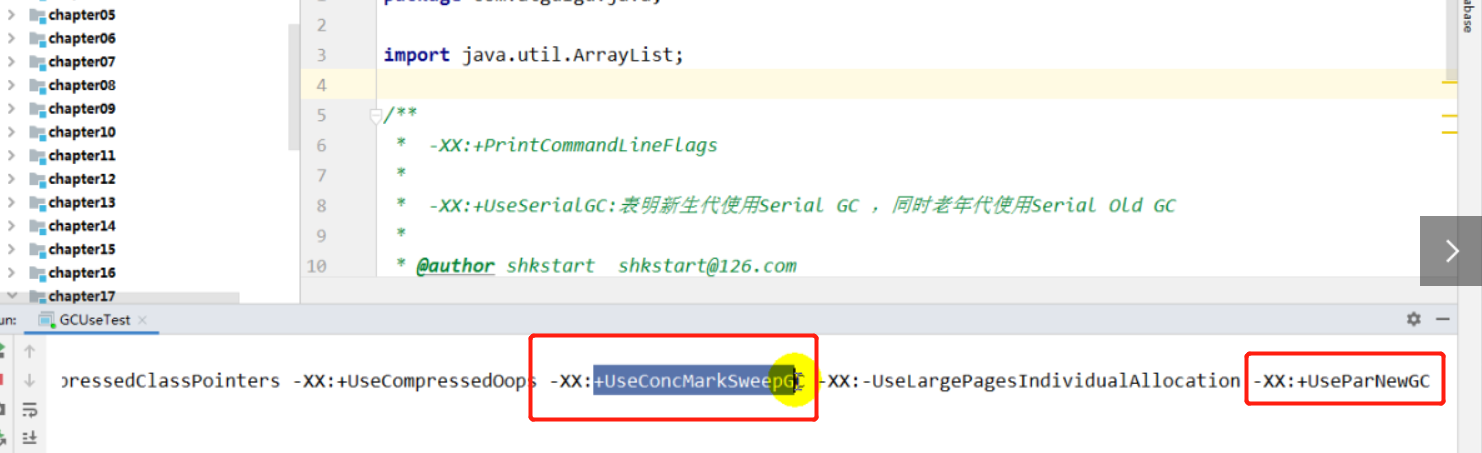 chapter05
chapter06
chapter07
chapter08
chapter09
chapter10
chapter11
chapter12
chapter13
chapter14
chapter15
chapter16
chapter17
2
3 import java.util.ArrayList;
4
5 /**
6 * -XX:+PrintCommandLineFlags
7 *
8 * -XX:+UseSerialGC:表明新生代使用Serial GC ，同时老年代使用Serial Old GC
9 *
10 * @author shkstart shkstart@126.com
un: GCUseTest
pressedClassPointers -XX:+UseCompressedOops -XX:+UseConcMarkSweepGC -XX:-UseLargePagesIndividualAllocation -XX:+UseParNewGC
abase